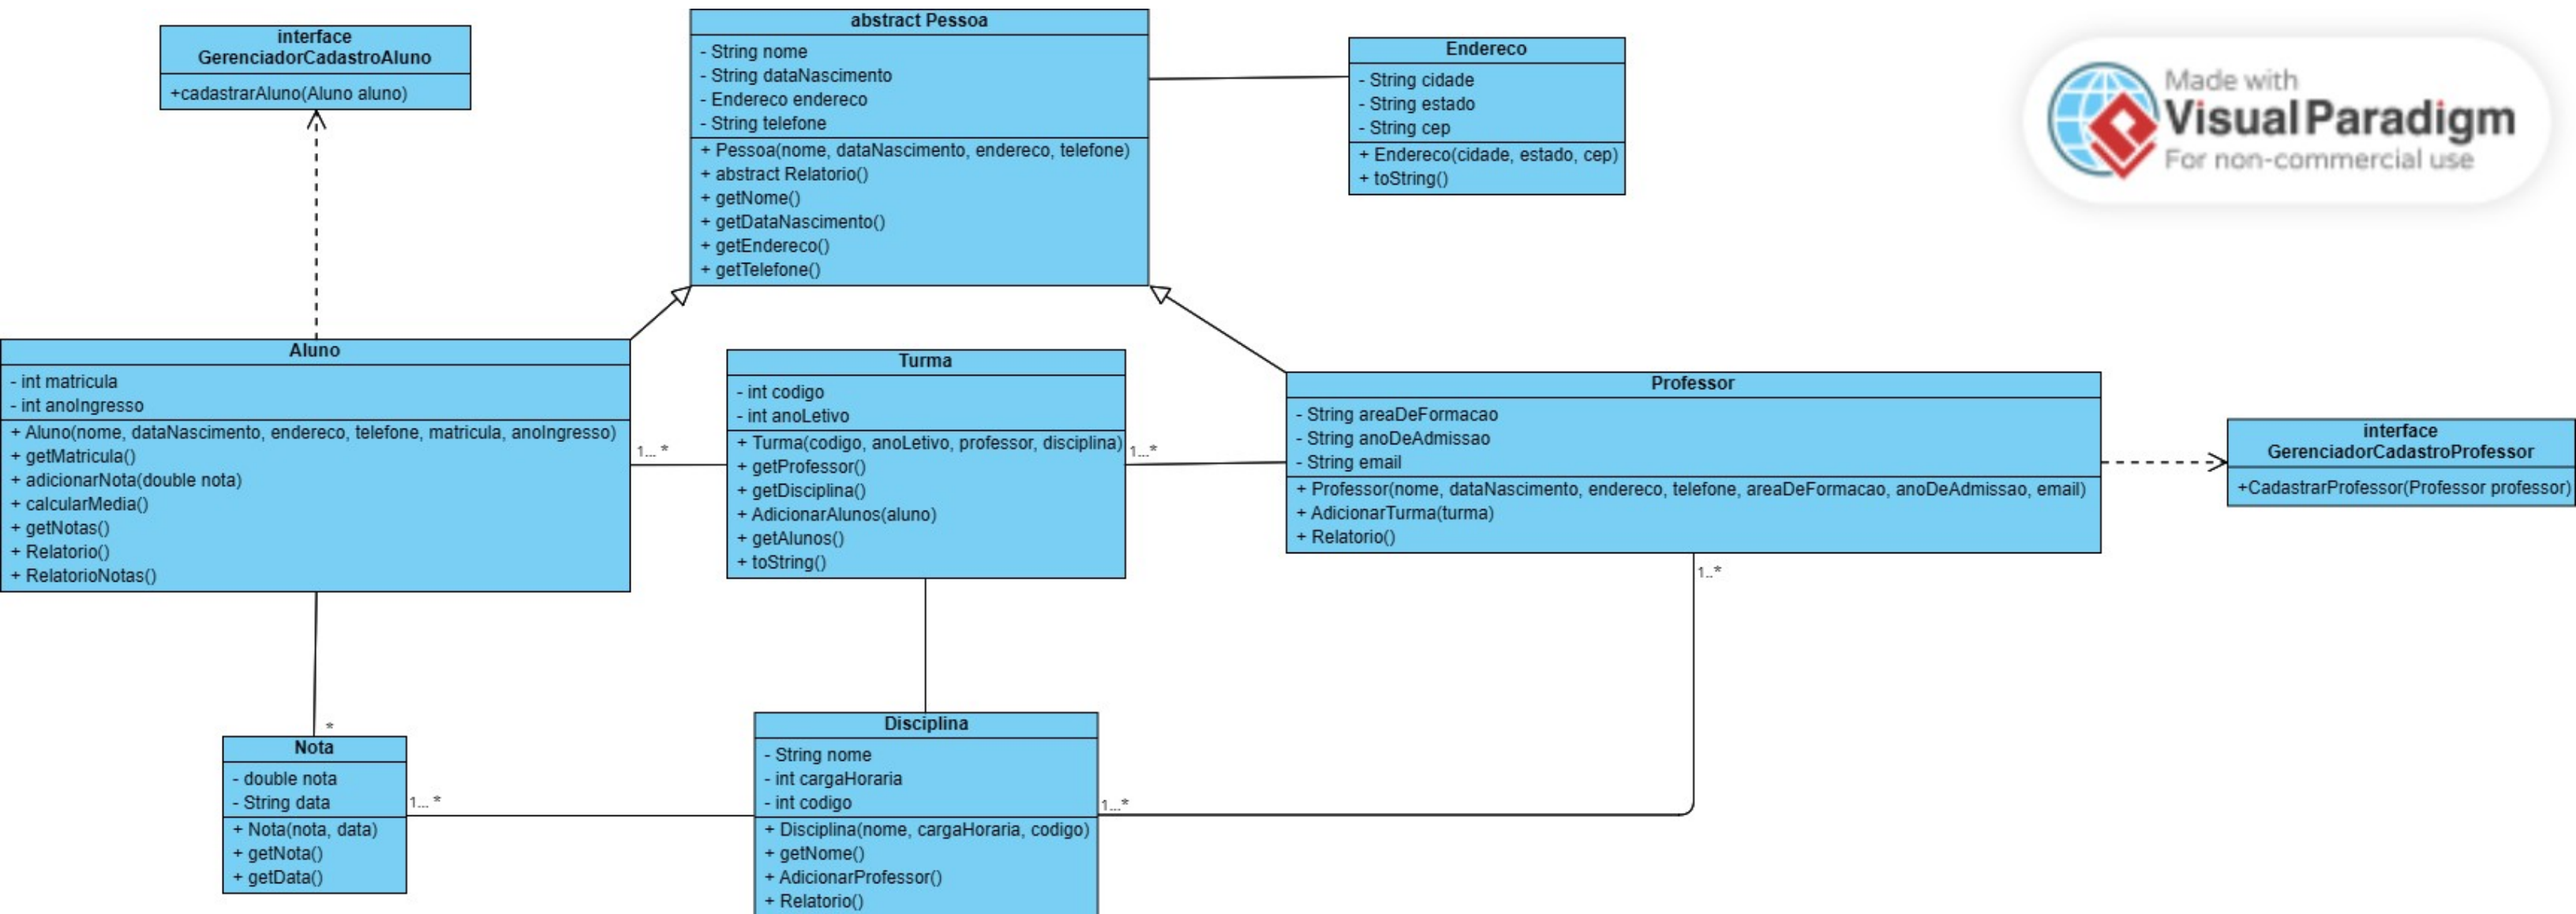 interface
GerenciadorCadastroAluno
+cadastrarAluno(Aluno aluno)
abstract Pessoa
- String nome
- String dataNascimento
- Endereco endereco
- String telefone
+ Pessoa(nome, dataNascimento, endereco, telefone)
+ abstract Relatorio()
+ getNome()
+ getDataNascimento()
+ getEndereco()
+ getTelefone()
Endereco
- String cidade
- String estado
- String cep
+ Endereco(cidade, estado, cep)
+ toString()
Made with
Visual Paradigm
For non-commercial use
Aluno
- int matricula
- int anoIngresso
+ Aluno(nome, dataNascimento, endereco, telefone, matricula, anoIngresso)
+ getMatricula()
+ adicionarNota(double nota)
+ calcularMedia()
+ getNotas()
+ Relatorio()
+ RelatorioNotas()
1... *
Turma
- int codigo
- int anoLetivo
+ Turma(codigo, anoLetivo, professor, disciplina)
+ getProfessor()
+ getDisciplina()
+ AdicionarAlunos(aluno)
+ getAlunos()
+ toString()
1...*
Professor
- String areaDeFormacao
- String anoDeAdmissao
- String email
+ Professor(nome, dataNascimento, endereco, telefone, areaDeFormacao, anoDeAdmissao, email)
+ AdicionarTurma(turma)
+ Relatorio()
1..*
interface
GerenciadorCadastroProfessor
+CadastrarProfessor(Professor professor)
*
Nota
- double nota
- String data
+ Nota(nota, data)
+ getNota()
+ getData()
1... *
Disciplina
- String nome
- int cargaHoraria
- int codigo
+ Disciplina(nome, cargaHoraria, codigo)
+ getNome()
+ AdicionarProfessor()
+ Relatorio()
1...*